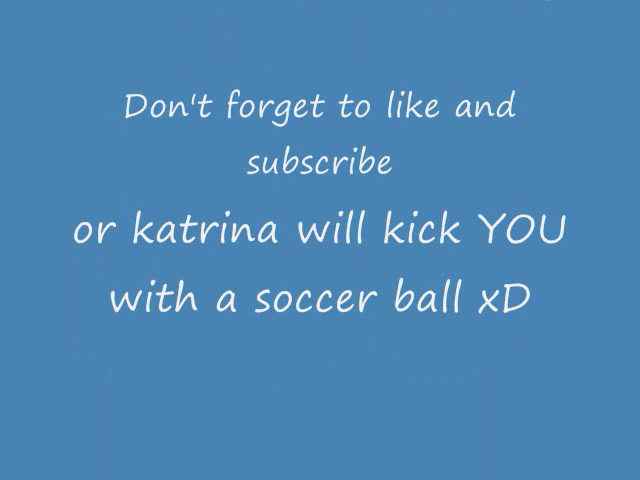 Don't forget to like and
subscribe
or katrina will kick YOU
with a soccer ball xD